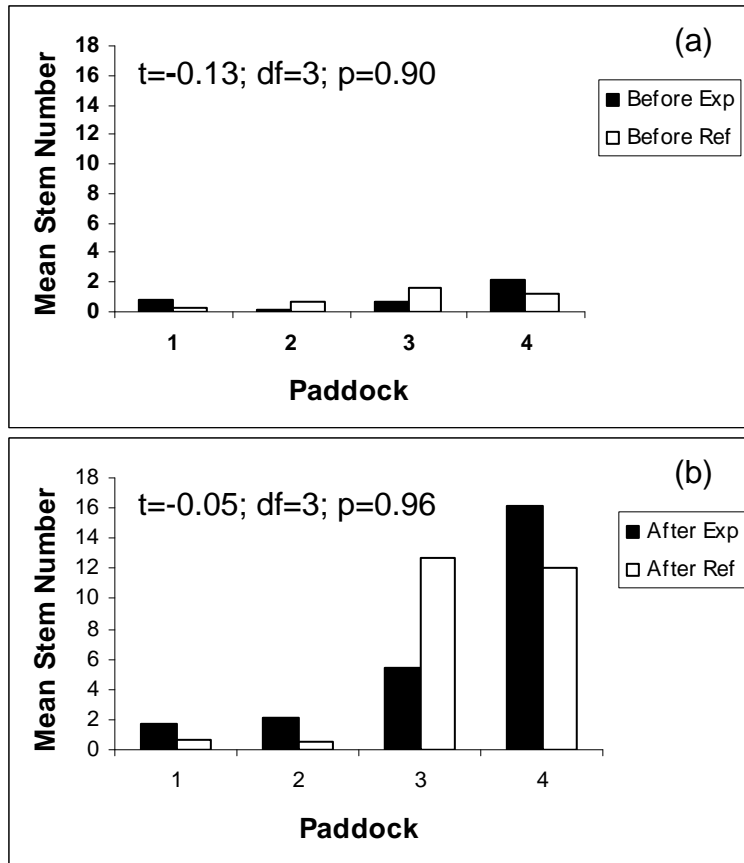 (a)
t=-0.13; df=3; p=0.90
Mean Stem Number
18
16
14
12
10
8
6
4
2
0
1 2 3 4
Paddock
Before Exp
Before Ref
(b)
t=-0.05; df=3; p=0.96
Mean Stem Number
18
16
14
12
10
8
6
4
2
0
1 2 3 4
Paddock
After Exp
After Ref